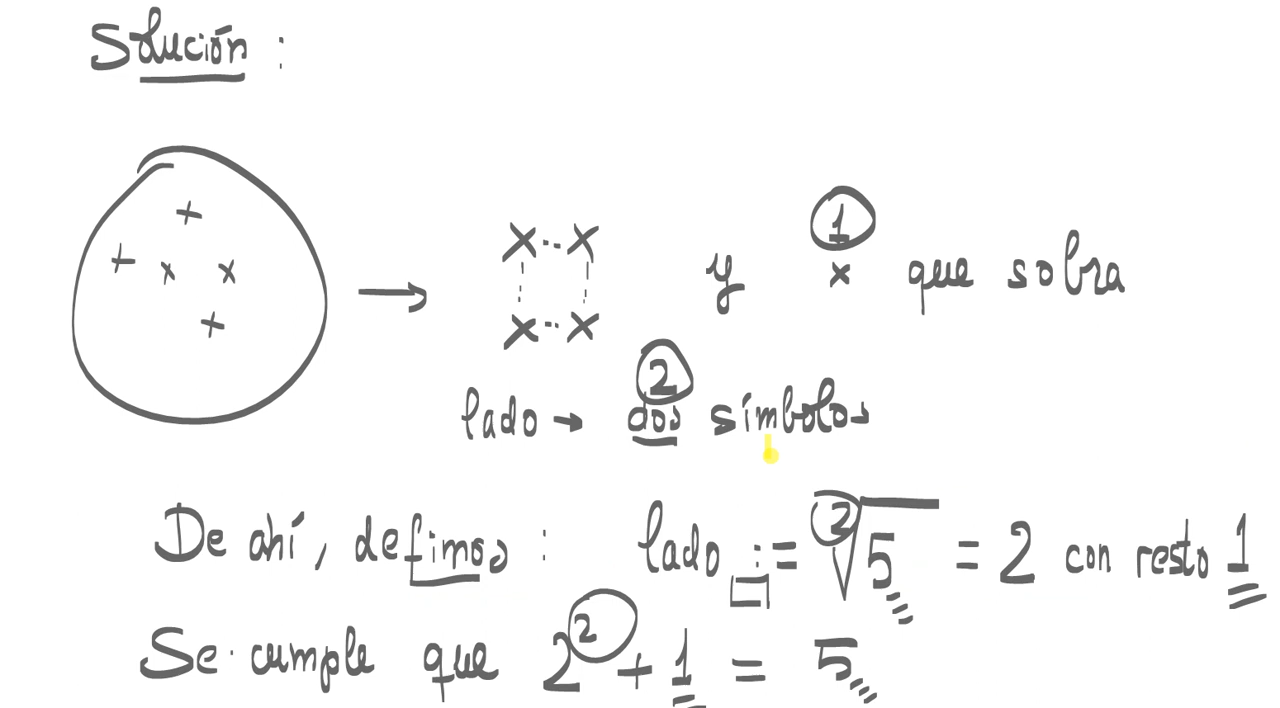 Solución :
+ + x x + → x x x x y 1 x que sobra
lado → dos 2 símbolos
De ahí, defimos : lado := ²√5 = 2 con resto 1
Se cumple que 2² + 1 = 5